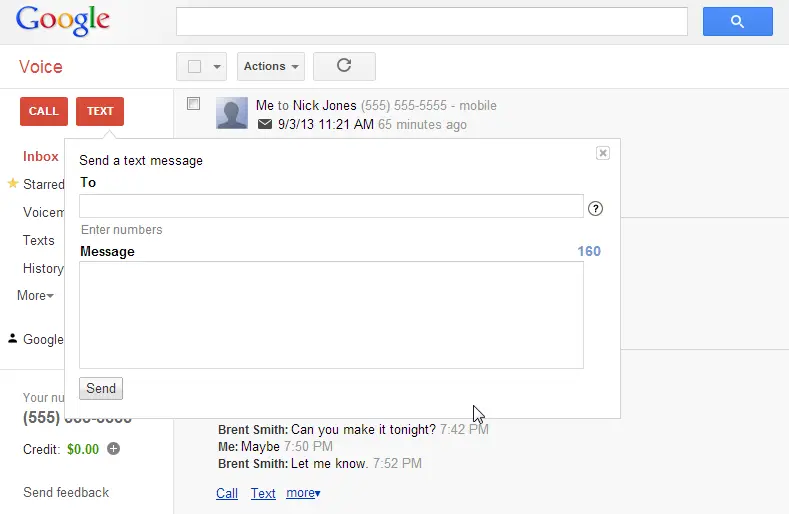 Google
Voice
Actions
CALL TEXT
Me to Nick Jones (555) 555-5555 - mobile
9/3/13 11:21 AM 65 minutes ago
Inbox
Starred
Texts
History
More
Google
Your
(555)
Credit: $0.00
Send feedback
Send a text message
To
?
Enter numbers
Message 160
Send
Brent Smith: Can you make it tonight? 7:42 PM
Me: Maybe 7:50 PM
Brent Smith: Let me know. 7:52 PM
Call Text more